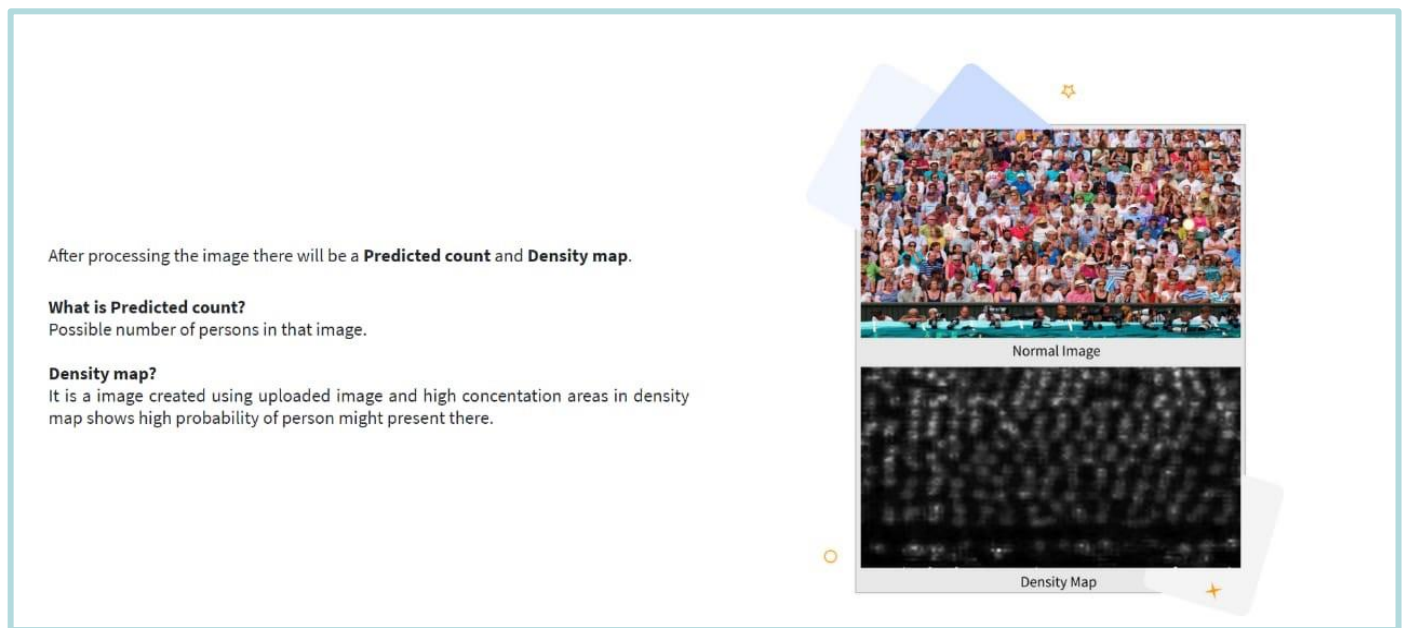 After processing the image there will be a Predicted count and Density map.
What is Predicted count?
Possible number of persons in that image.
Density map?
It is a image created using uploaded image and high concentation areas in density
map shows high probability of person might present there.
Normal Image
Density Map